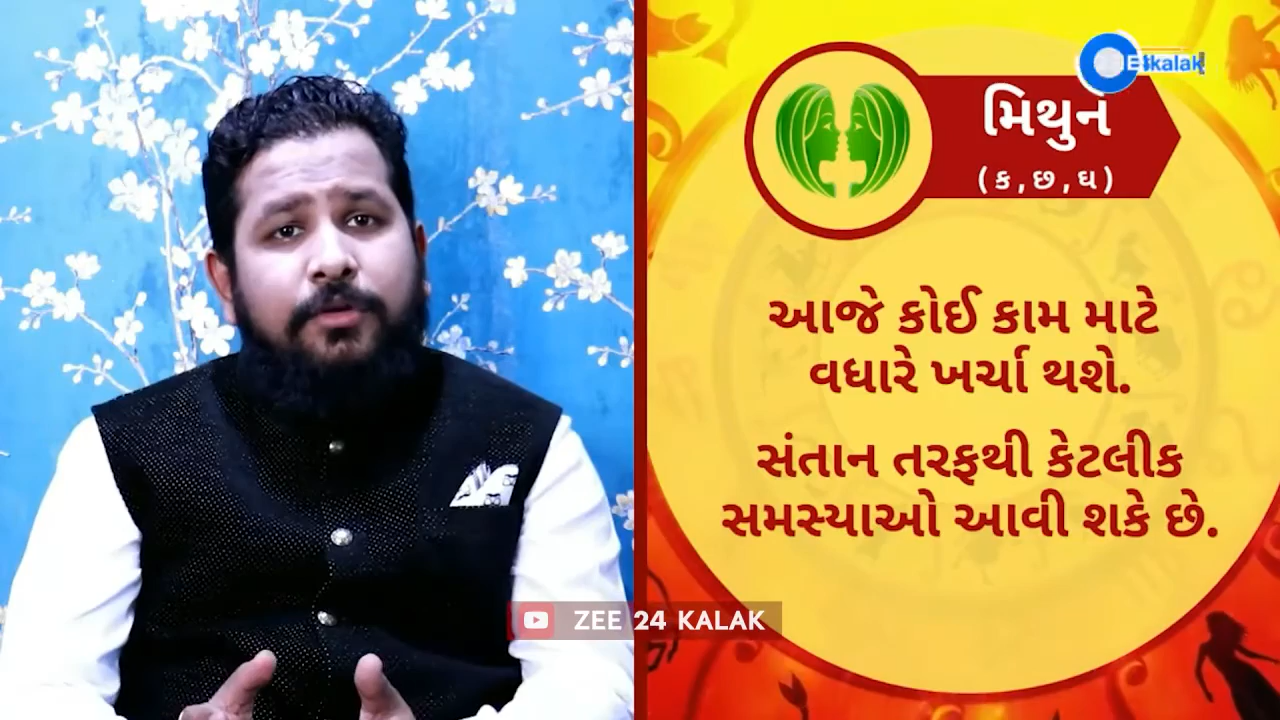 મિથુન
( ક , છ , ઘ )
આજે કોઈ કામ માટે
વધારે ખર્ચા થશે.
સંતાન તરફથી કેટલીક
સમસ્યાઓ આવી શકે છે.
ZEE 24 KALAK